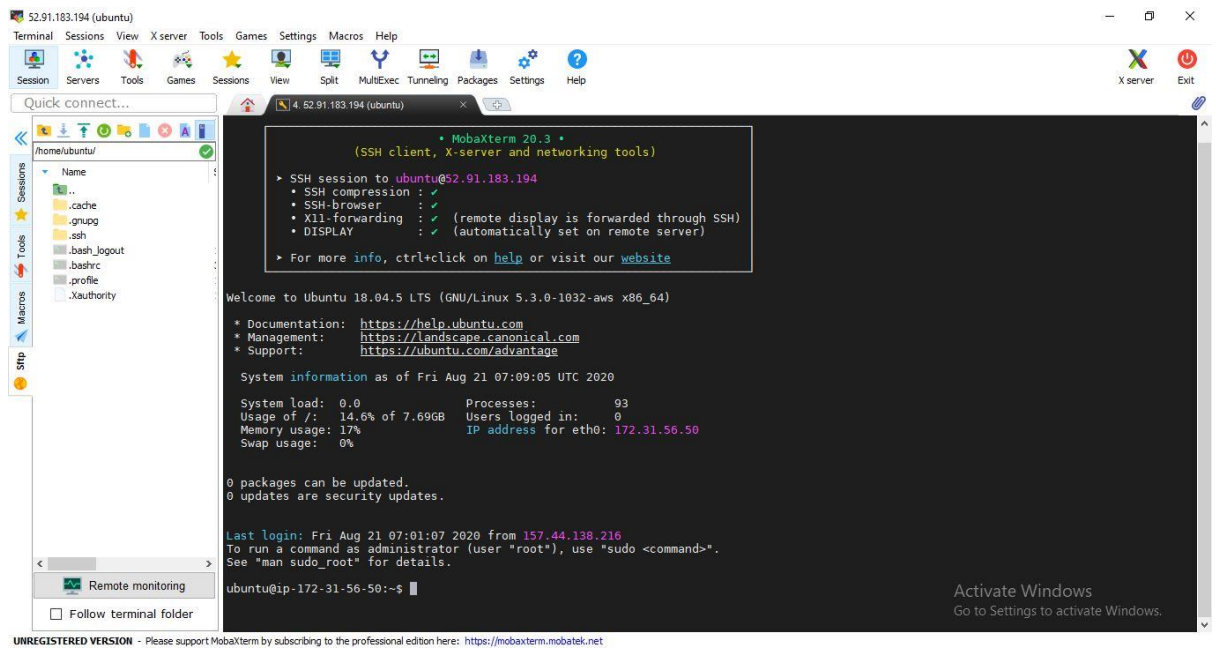 52.91.183.194 (ubuntu)
Terminal Sessions View X server Tools Games Settings Macros Help
Session Servers Tools Games Sessions View Split MultiExec Tunneling Packages Settings Help X server Exit
Quick connect...
4. 52.91.183.194 (ubuntu)
/home/ubuntu/
Name
..
.cache
.gnupg
.ssh
.bash_logout
.bashrc
.profile
.Xauthority
Sessions
Tools
Macros
Sftp
Remote monitoring
Follow terminal folder
• MobaXterm 20.3 •
(SSH client, X-server and networking tools)
➤ SSH session to ubuntu@52.91.183.194
• SSH compression : ✔
• SSH-browser : ✔
• X11-forwarding : ✔ (remote display is forwarded through SSH)
• DISPLAY : ✔ (automatically set on remote server)
➤ For more info, ctrl+click on help or visit our website
Welcome to Ubuntu 18.04.5 LTS (GNU/Linux 5.3.0-1032-aws x86_64)
* Documentation: https://help.ubuntu.com
* Management: https://landscape.canonical.com
* Support: https://ubuntu.com/advantage
System information as of Fri Aug 21 07:09:05 UTC 2020
System load: 0.0 Processes: 93
Usage of /: 14.6% of 7.69GB Users logged in: 0
Memory usage: 17% IP address for eth0: 172.31.56.50
Swap usage: 0%
0 packages can be updated.
0 updates are security updates.
Last login: Fri Aug 21 07:01:07 2020 from 157.44.138.216
To run a command as administrator (user "root"), use "sudo <command>".
See "man sudo_root" for details.
ubuntu@ip-172-31-56-50:~$
Activate Windows
Go to Settings to activate Windows.
UNREGISTERED VERSION - Please support MobaXterm by subscribing to the professional edition here: https://mobaxterm.mobatek.net